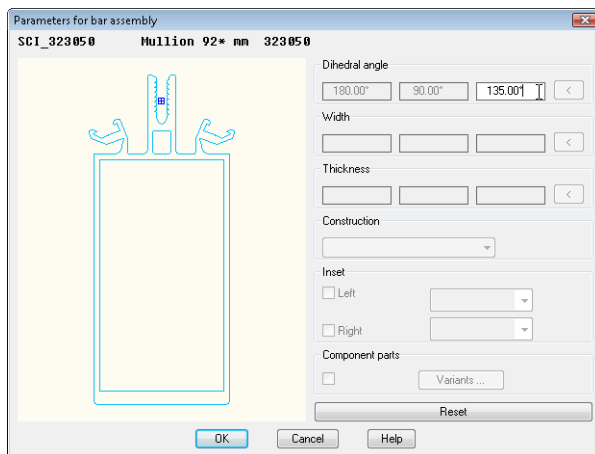 Parameters for bar assembly
SCI_323050 Mullion 92* mm 323050
Dihedral angle
180.00° 90.00° 135.00° <
Width
<
Thickness
<
Construction
Inset
Left
Right
Component parts
Variants ...
Reset
OK Cancel Help